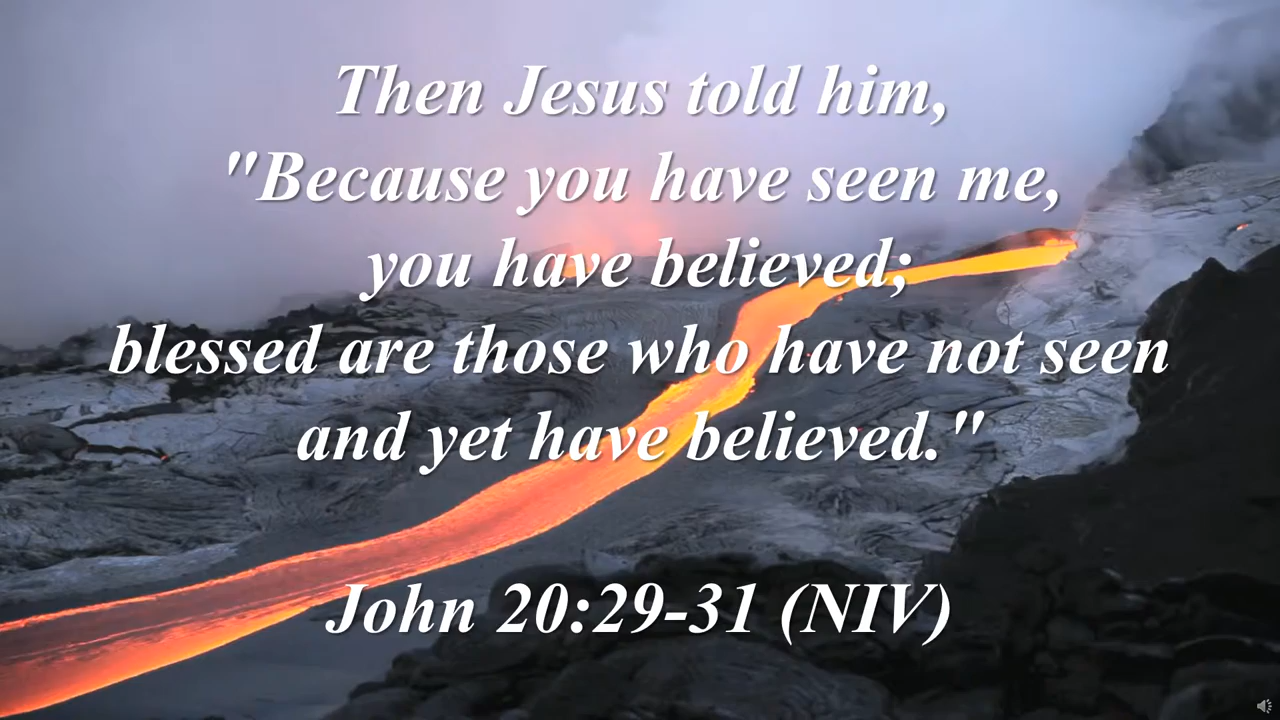 Then Jesus told him,
"Because you have seen me,
you have believed;
blessed are those who have not seen
and yet have believed."
John 20:29-31 (NIV)